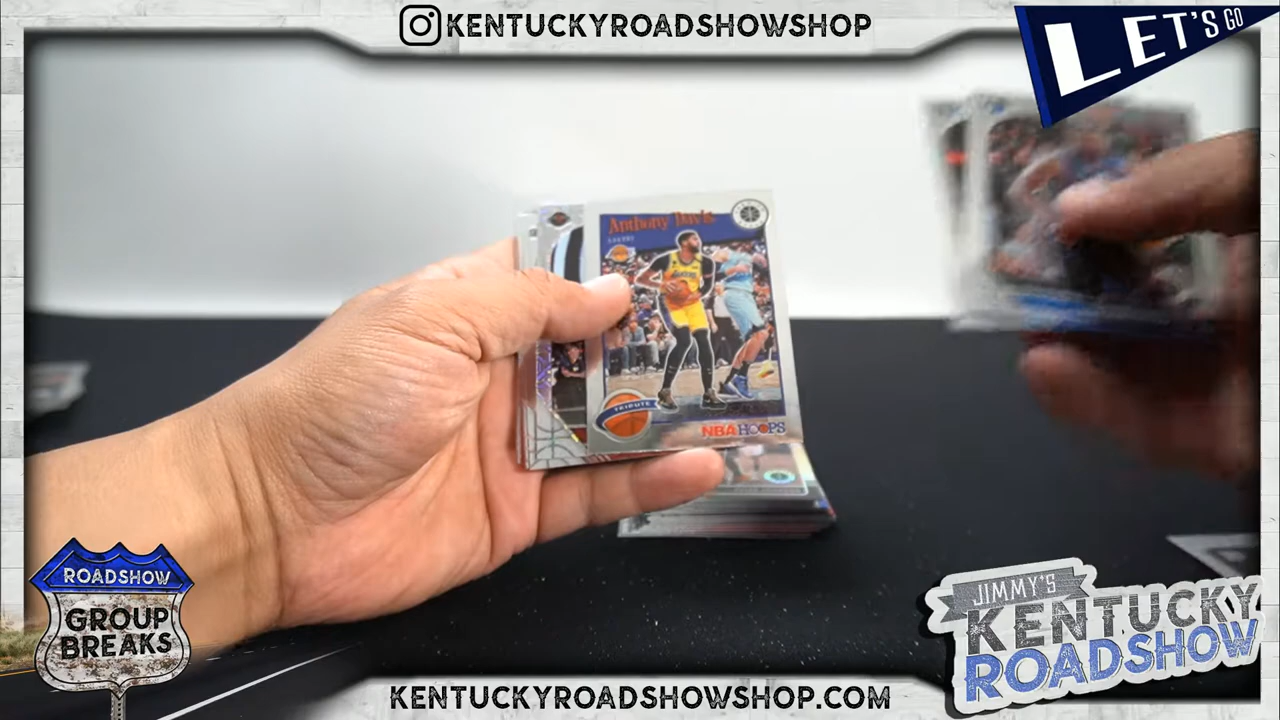 KENTUCKYROADSHOWSHOP
LET'S GO
Anthony Davis
LAKERS
TRIBUTE
NBA HOOPS
ROADSHOW
GROUP
BREAKS
JIMMY'S
KENTUCKY
ROADSHOW
KENTUCKYROADSHOWSHOP.COM